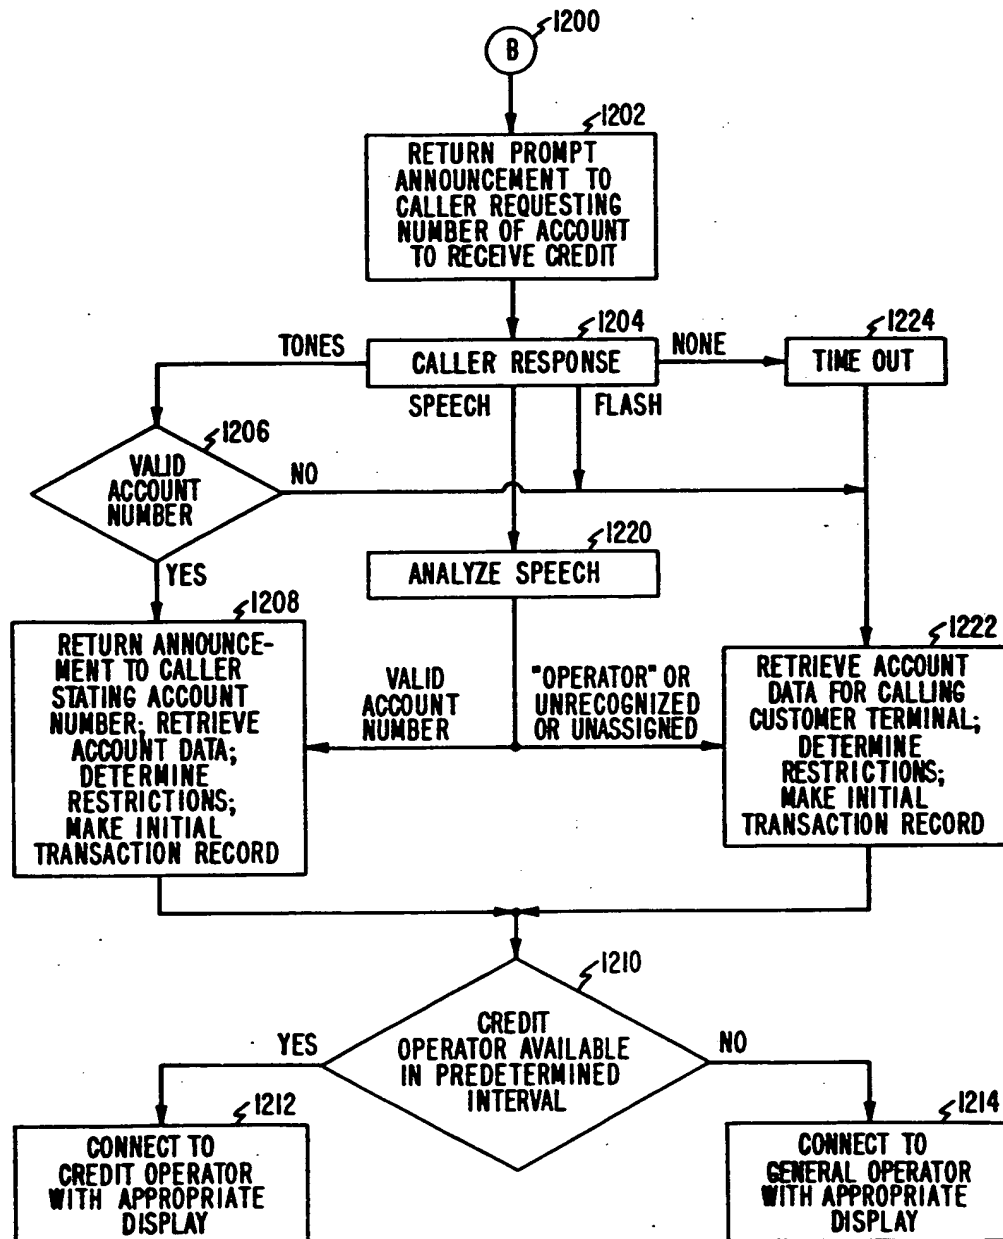 1200
B
1202
RETURN PROMPT
ANNOUNCEMENT TO
CALLER REQUESTING
NUMBER OF ACCOUNT
TO RECEIVE CREDIT
1204
CALLER RESPONSE
TONES
NONE
1224
TIME OUT
SPEECH
FLASH
1206
VALID
ACCOUNT
NUMBER
NO
YES
1220
ANALYZE SPEECH
1208
RETURN ANNOUNCE-
MENT TO CALLER
STATING ACCOUNT
NUMBER; RETRIEVE
ACCOUNT DATA;
DETERMINE
RESTRICTIONS;
MAKE INITIAL
TRANSACTION RECORD
VALID
ACCOUNT
NUMBER
"OPERATOR" OR
UNRECOGNIZED
OR UNASSIGNED
1222
RETRIEVE ACCOUNT
DATA FOR CALLING
CUSTOMER TERMINAL;
DETERMINE
RESTRICTIONS;
MAKE INITIAL
TRANSACTION RECORD
1210
CREDIT
OPERATOR AVAILABLE
IN PREDETERMINED
INTERVAL
YES
NO
1212
CONNECT TO
CREDIT OPERATOR
WITH APPROPRIATE
DISPLAY
1214
CONNECT TO
GENERAL OPERATOR
WITH APPROPRIATE
DISPLAY